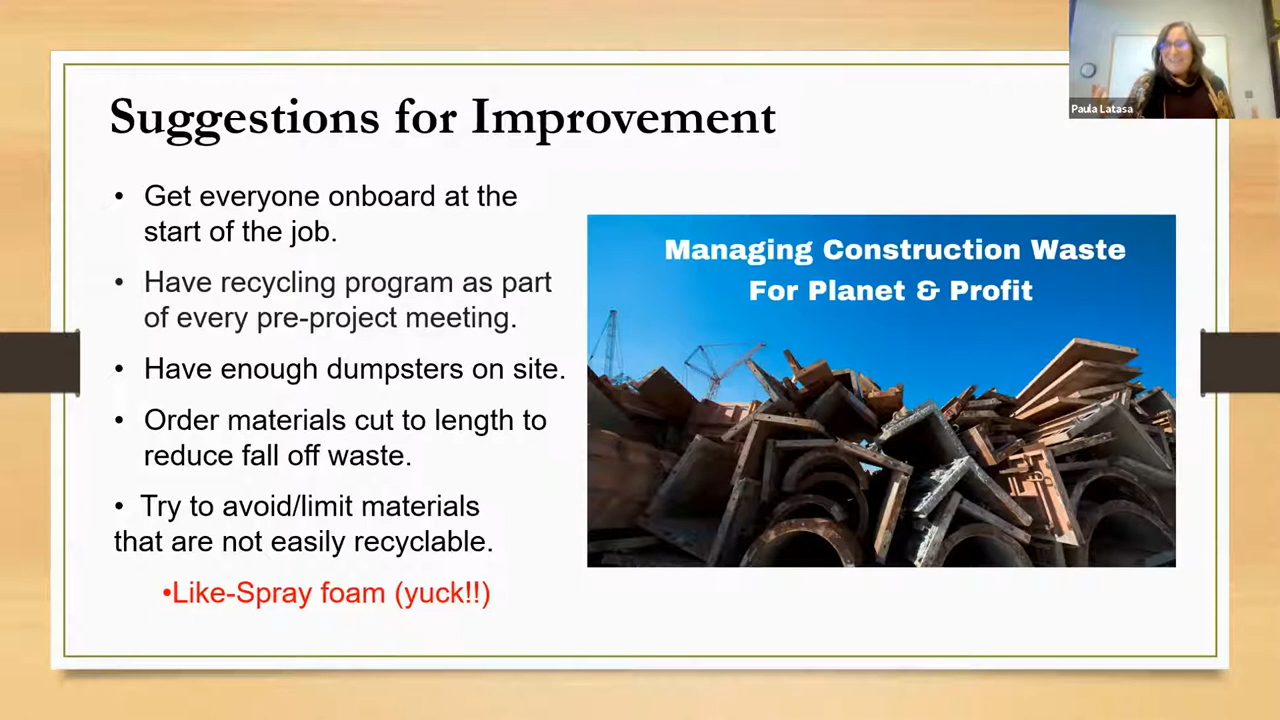 Suggestions for Improvement
Paula Latasa
• Get everyone onboard at the
start of the job.
• Have recycling program as part
of every pre-project meeting.
• Have enough dumpsters on site.
• Order materials cut to length to
reduce fall off waste.
• Try to avoid/limit materials
that are not easily recyclable.
•Like-Spray foam (yuck!!)
Managing Construction Waste
For Planet & Profit